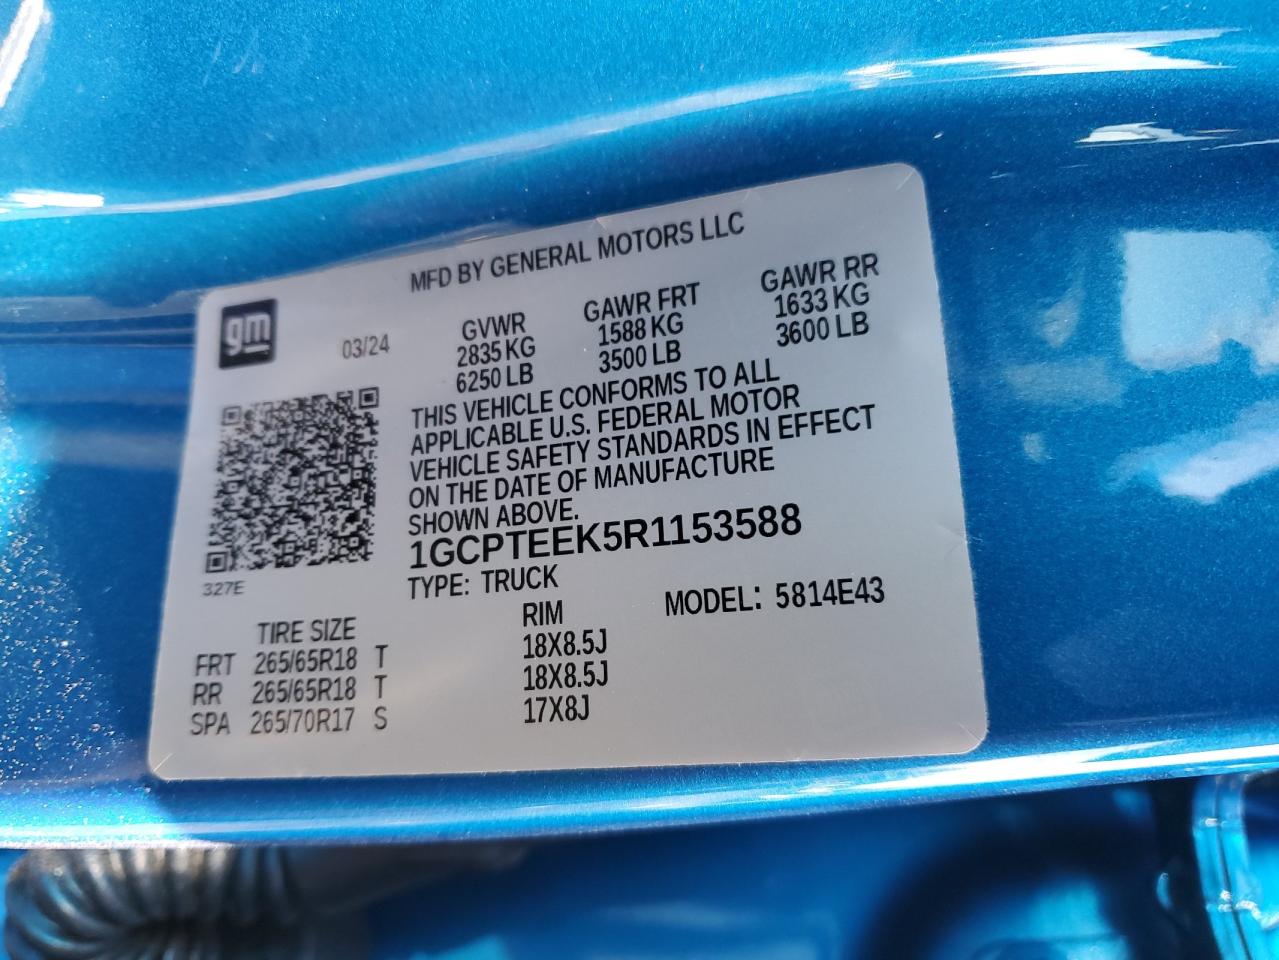 MFD BY GENERAL MOTORS LLC
gm
03/24
GVWR GAWR FRT GAWR RR
2835 KG 1588 KG 1633 KG
6250 LB 3500 LB 3600 LB
THIS VEHICLE CONFORMS TO ALL
APPLICABLE U.S. FEDERAL MOTOR
VEHICLE SAFETY STANDARDS IN EFFECT
ON THE DATE OF MANUFACTURE
SHOWN ABOVE.
1GCPTEEK5R1153588
327E
TYPE: TRUCK MODEL: 5814E43
TIRE SIZE RIM
FRT 265/65R18 T 18X8.5J
RR 265/65R18 T 18X8.5J
SPA 265/70R17 S 17X8J